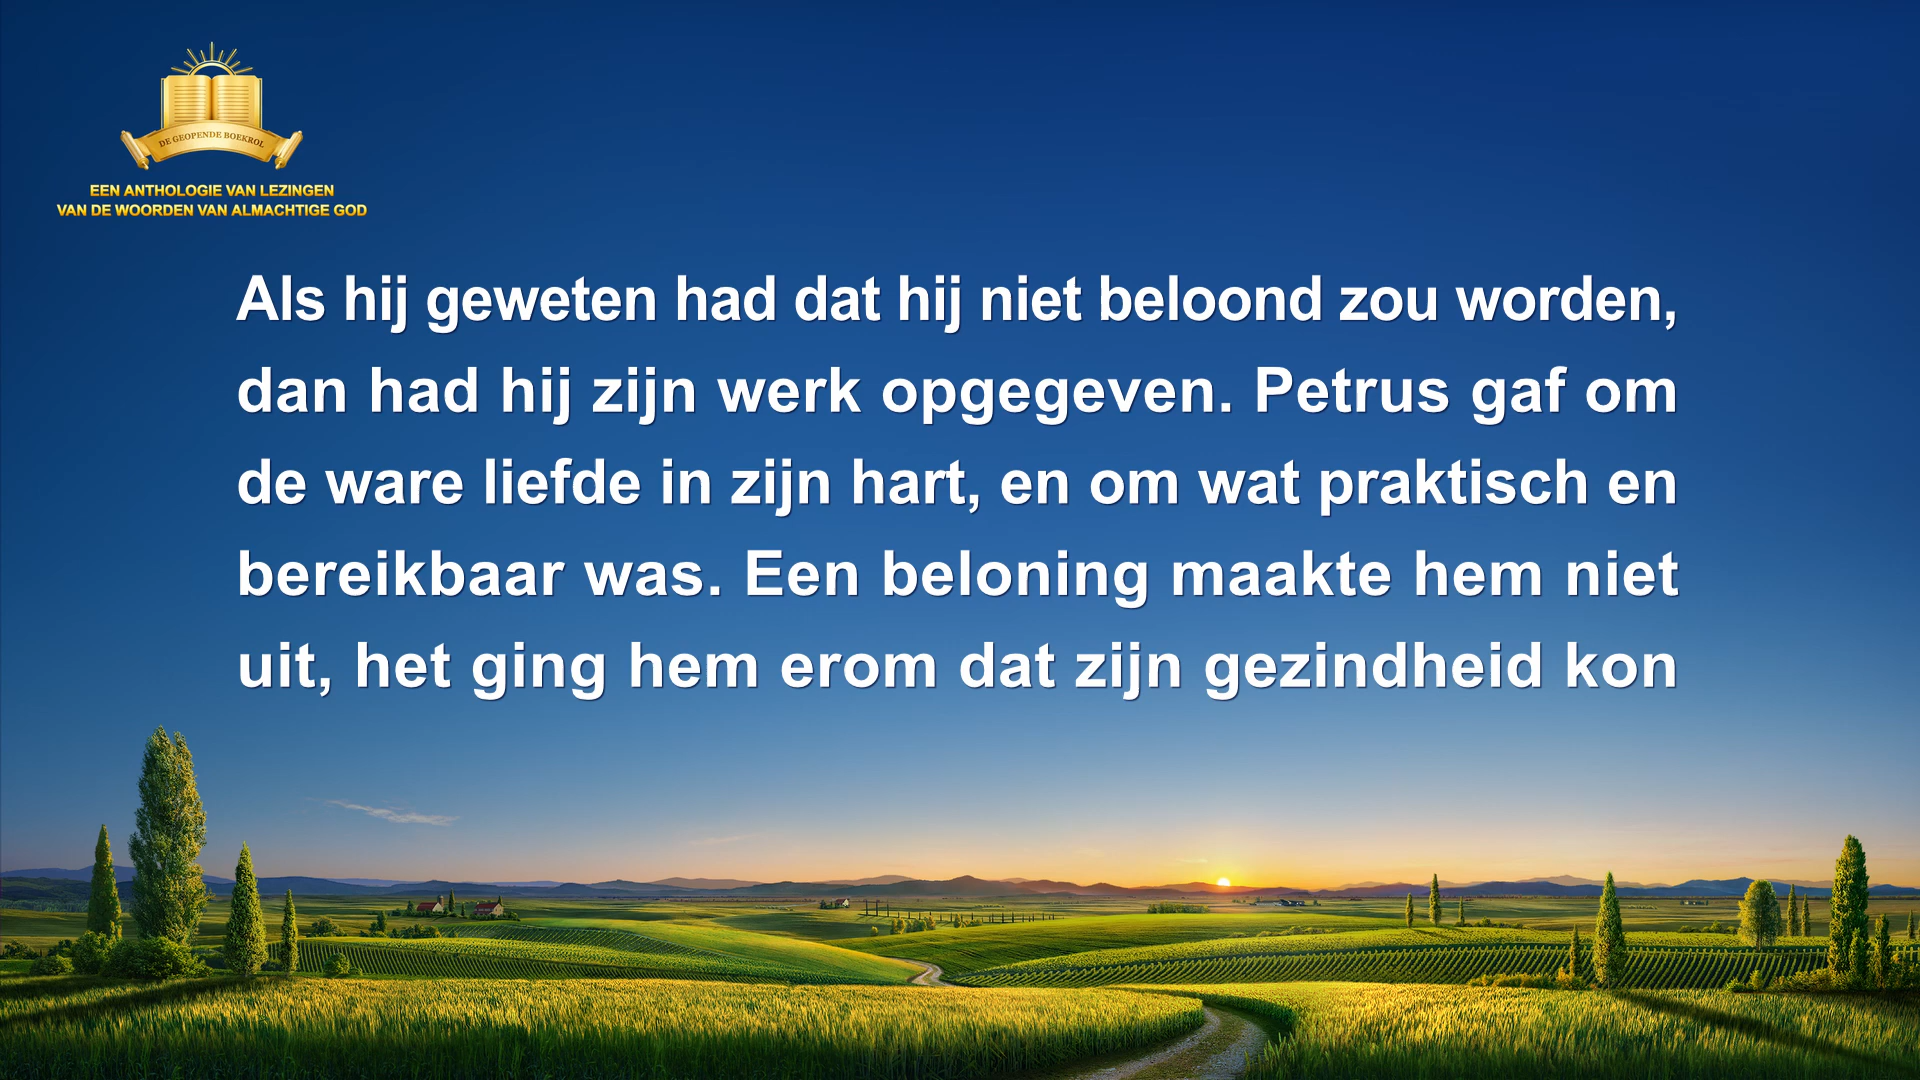 DE GEOPENDE BOEKROL
EEN ANTHOLOGIE VAN LEZINGEN
VAN DE WOORDEN VAN ALMACHTIGE GOD
Als hij geweten had dat hij niet beloond zou worden,
dan had hij zijn werk opgegeven. Petrus gaf om
de ware liefde in zijn hart, en om wat praktisch en
bereikbaar was. Een beloning maakte hem niet
uit, het ging hem erom dat zijn gezindheid kon